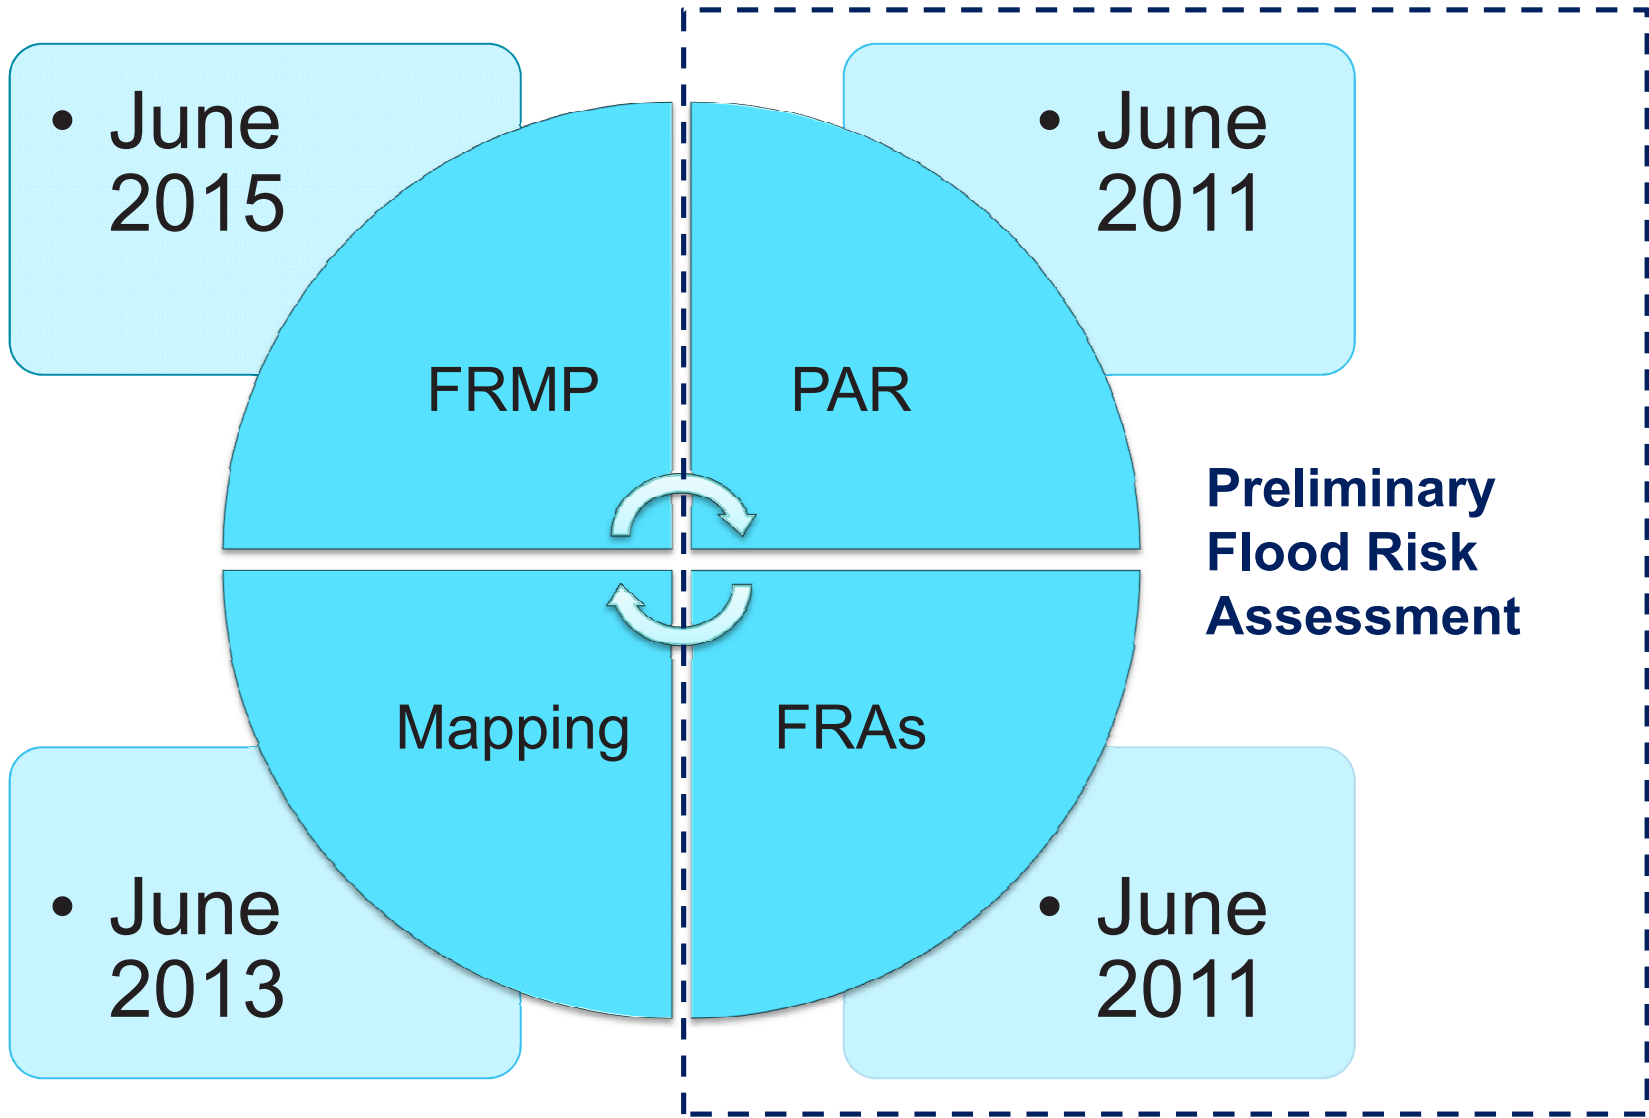 • June
2015
• June
2011
FRMP
PAR
Preliminary
Flood Risk
Assessment
Mapping
FRAs
• June
2013
• June
2011